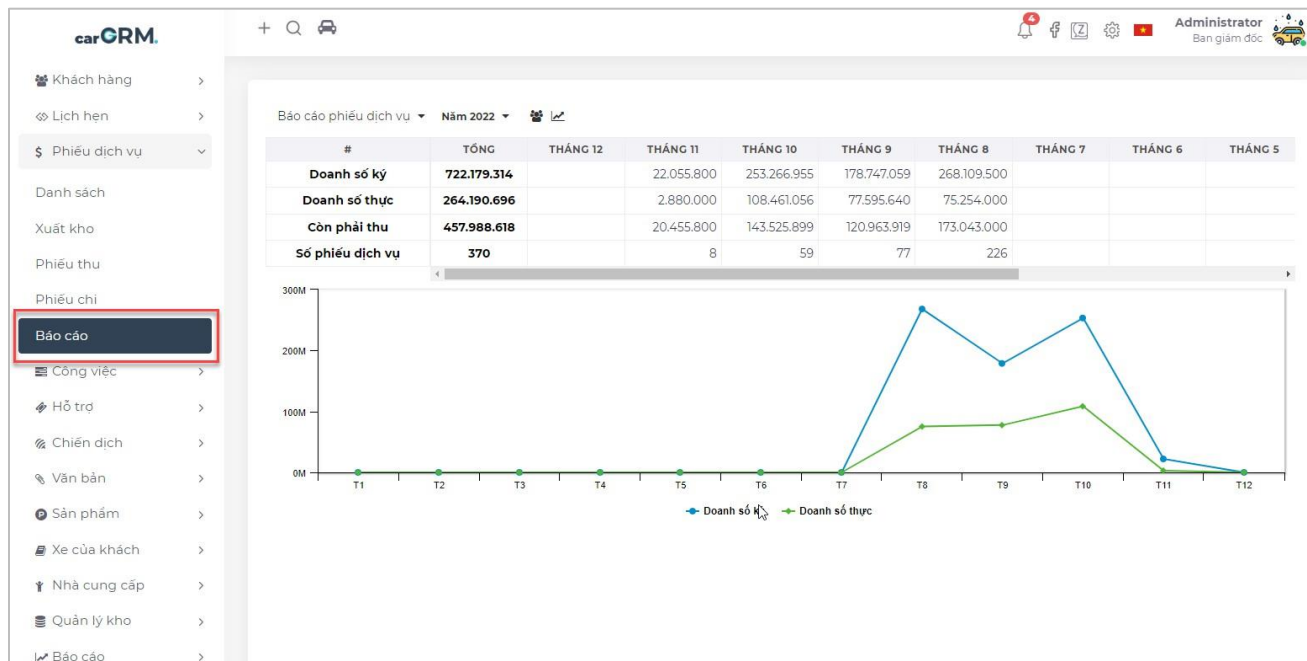 carCRM.
4
Administrator
Ban giám đốc
Khách hàng
Lịch hẹn
Phiếu dịch vụ
Danh sách
Xuất kho
Phiếu thu
Phiếu chi
Báo cáo
Công việc
Hỗ trợ
Chiến dịch
Văn bản
Sản phẩm
Xe của khách
Nhà cung cấp
Quản lý kho
Báo cáo
Báo cáo phiếu dịch vụ Năm 2022
# TỔNG THÁNG 12 THÁNG 11 THÁNG 10 THÁNG 9 THÁNG 8 THÁNG 7 THÁNG 6 THÁNG 5
Doanh số ký 722.179.314 22.055.800 253.266.955 178.747.059 268.109.500
Doanh số thực 264.190.696 2.880.000 108.461.056 77.595.640 75.254.000
Còn phải thu 457.988.618 20.455.800 143.525.899 120.963.919 173.043.000
Số phiếu dịch vụ 370 8 59 77 226
300M
200M
100M
0M
T1 T2 T3 T4 T5 T6 T7 T8 T9 T10 T11 T12
Doanh số Doanh số thực